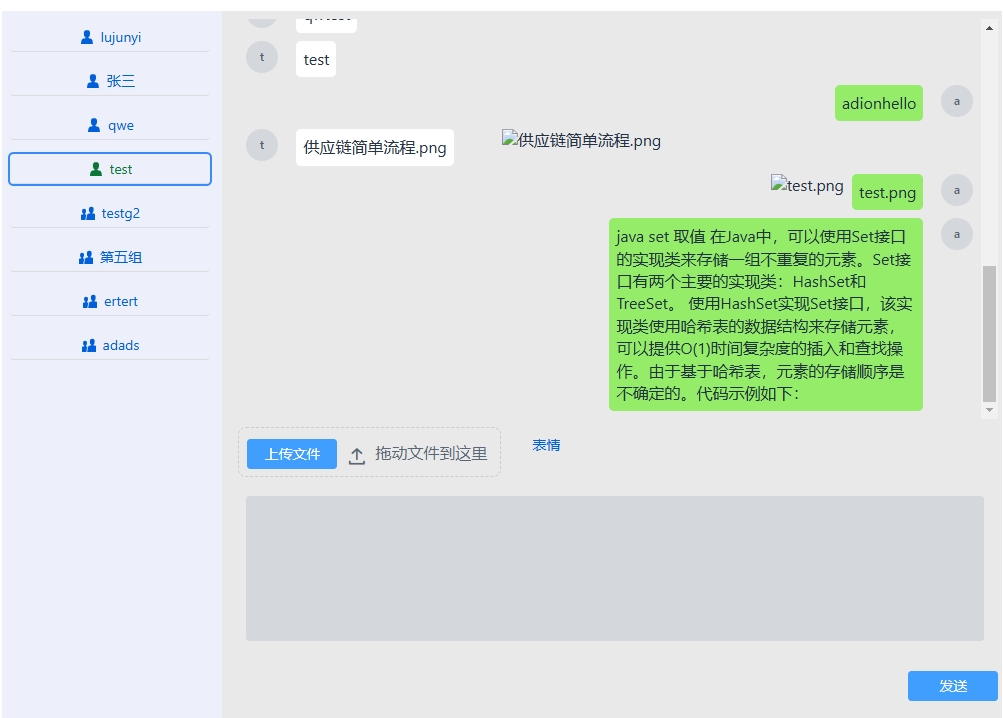 lujunyi
张三
qwe
test
testg2
第五组
ertert
adads
t
test
adionhello
a
t
供应链简单流程.png
供应链简单流程.png
test.png
test.png
a
java set 取值 在Java中，可以使用Set接口
的实现类来存储一组不重复的元素。Set接
口有两个主要的实现类：HashSet和
TreeSet。 使用HashSet实现Set接口，该实
现类使用哈希表的数据结构来存储元素，
可以提供O(1)时间复杂度的插入和查找操
作。由于基于哈希表，元素的存储顺序是
不确定的。代码示例如下：
a
上传文件
拖动文件到这里
表情
发送